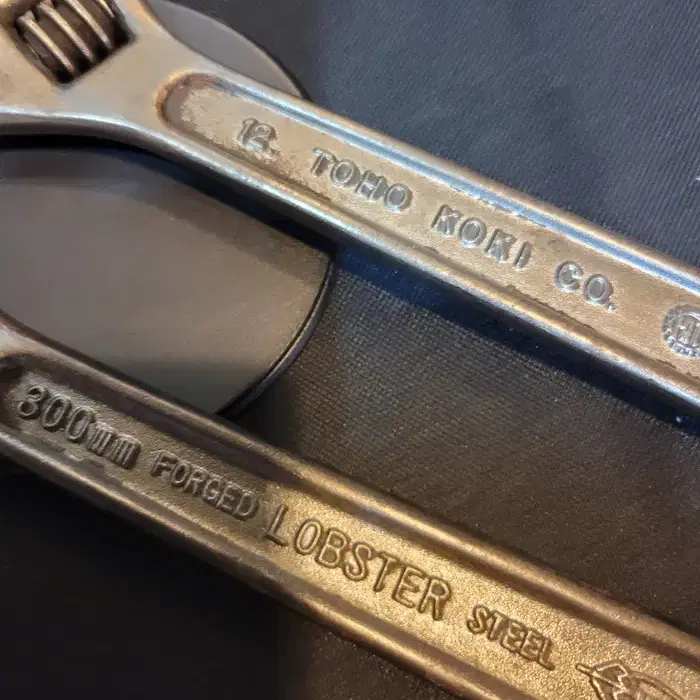 12 TOHO KOKI CO.
300mm FORGED LOBSTER STEEL